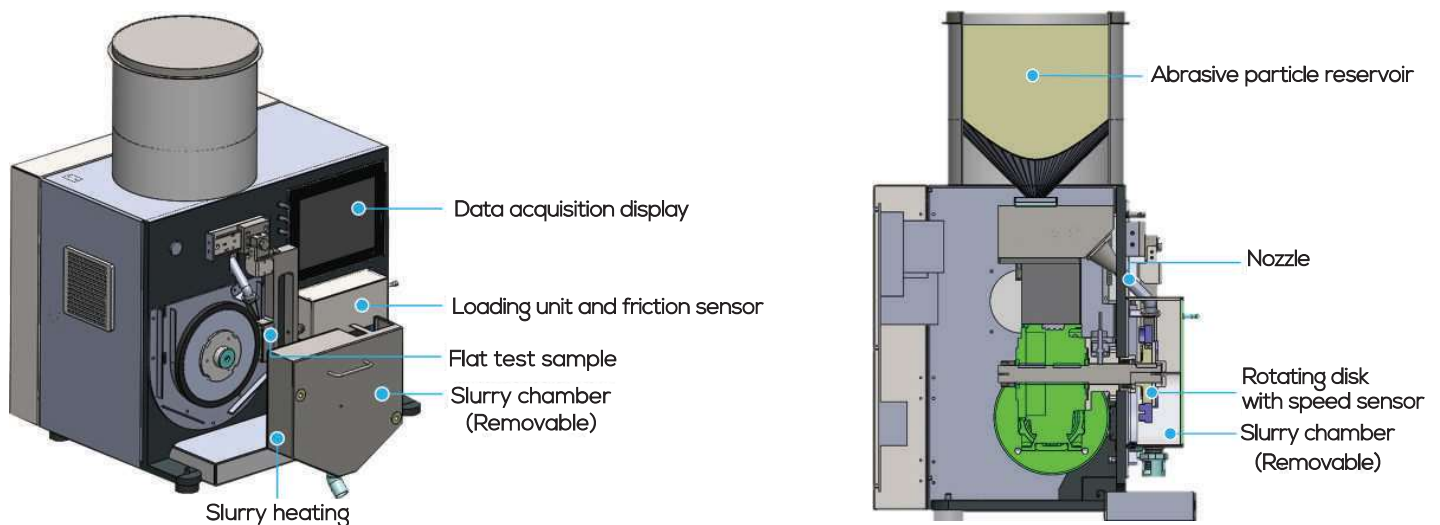 Data acquisition display
Loading unit and friction sensor
Flat test sample
Slurry chamber
(Removable)
Slurry heating
Abrasive particle reservoir
Nozzle
Rotating disk
with speed sensor
Slurry chamber
(Removable)